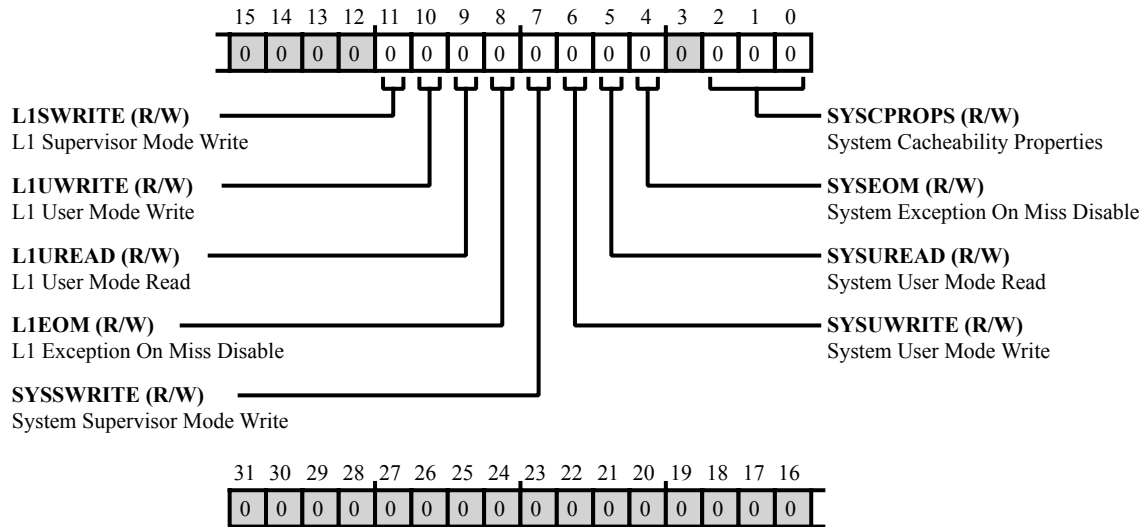 15 14 13 12 11 10 9 8 7 6 5 4 3 2 1 0
0 0 0 0 0 0 0 0 0 0 0 0 0 0 0 0
L1SWRITE (R/W)
L1 Supervisor Mode Write
L1UWRITE (R/W)
L1 User Mode Write
L1UREAD (R/W)
L1 User Mode Read
L1EOM (R/W)
L1 Exception On Miss Disable
SYSSWRITE (R/W)
System Supervisor Mode Write
SYSCPROPS (R/W)
System Cacheability Properties
SYSEOM (R/W)
System Exception On Miss Disable
SYSUREAD (R/W)
System User Mode Read
SYSUWRITE (R/W)
System User Mode Write
31 30 29 28 27 26 25 24 23 22 21 20 19 18 17 16
0 0 0 0 0 0 0 0 0 0 0 0 0 0 0 0